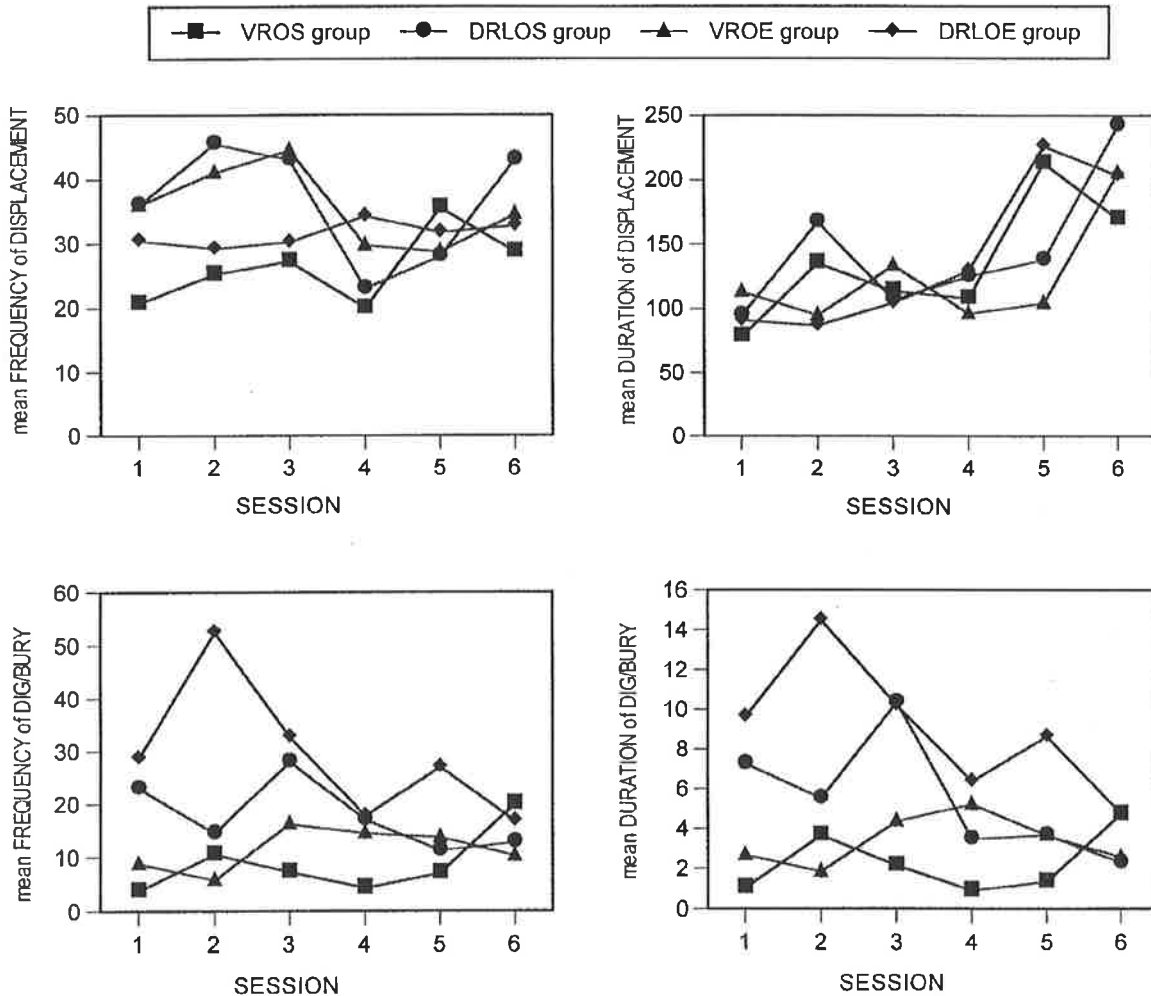 VROS group DRLOS group VROE group DRLOE group
mean FREQUENCY of DISPLACEMENT
50
40
30
20
10
0
1 2 3 4 5 6
SESSION
mean DURATION of DISPLACEMENT
250
200
150
100
50
0
1 2 3 4 5 6
SESSION
mean FREQUENCY of DIG/BURY
60
50
40
30
20
10
0
1 2 3 4 5 6
SESSION
mean DURATION of DIG/BURY
16
14
12
10
8
6
4
2
0
1 2 3 4 5 6
SESSION